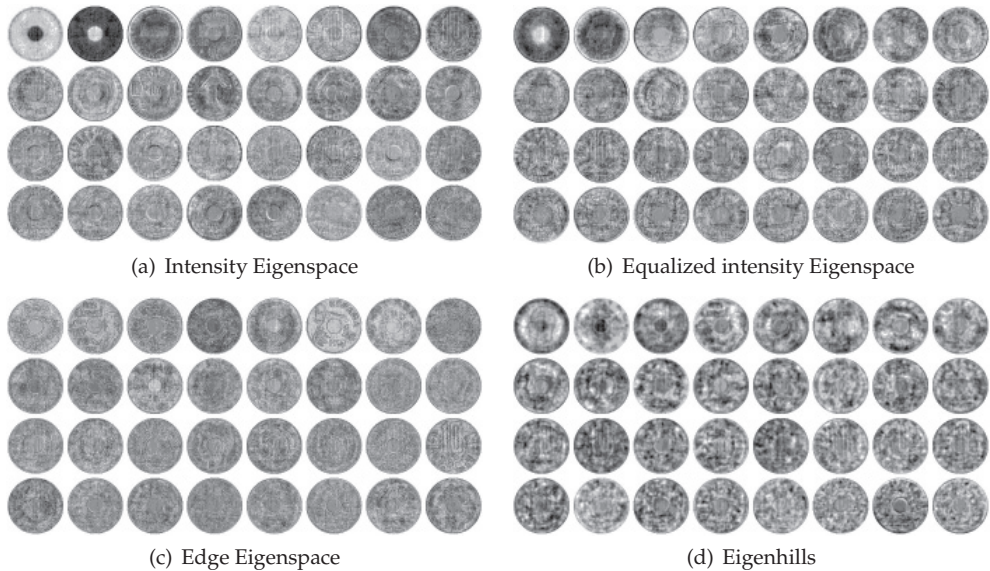 (a) Intensity Eigenspace
(b) Equalized intensity Eigenspace
(c) Edge Eigenspace
(d) Eigenhills